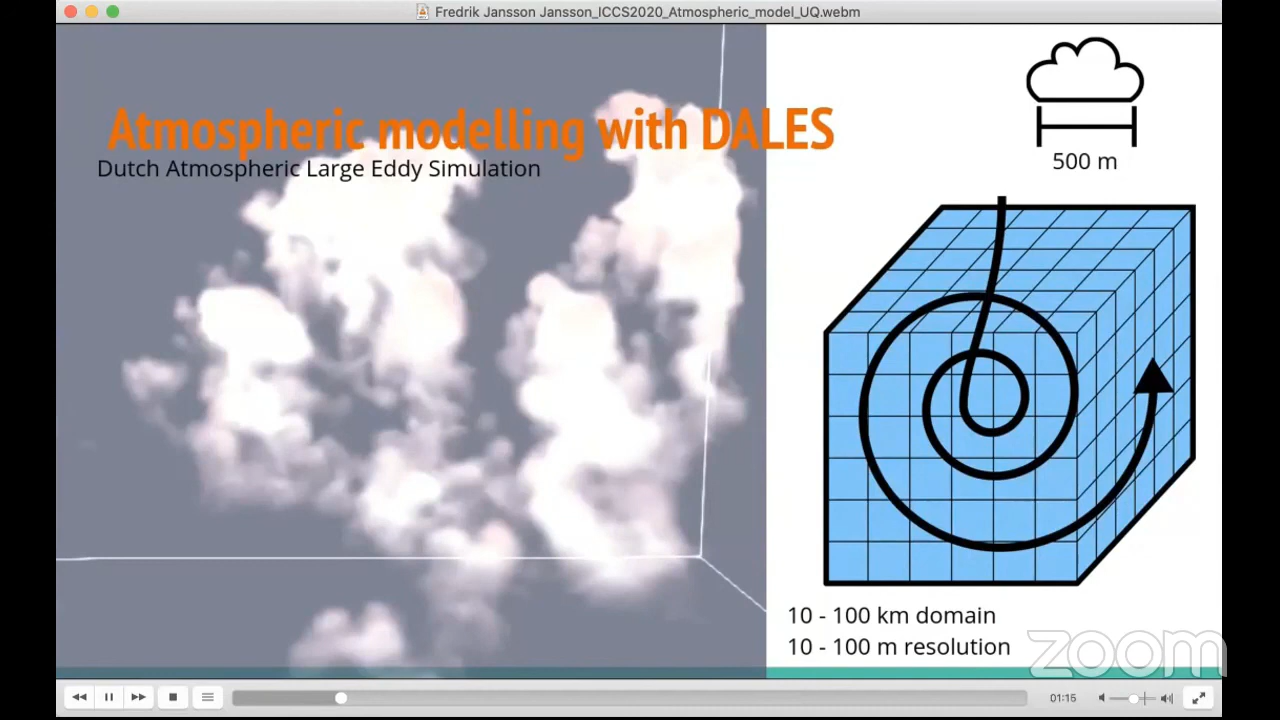 Fredrik Jansson Jansson_ICCS2020_Atmospheric_model_UQ.webm
Atmospheric modelling with DALES
Dutch Atmospheric Large Eddy Simulation
500 m
10 - 100 km domain
10 - 100 m resolution
zoom
01:15